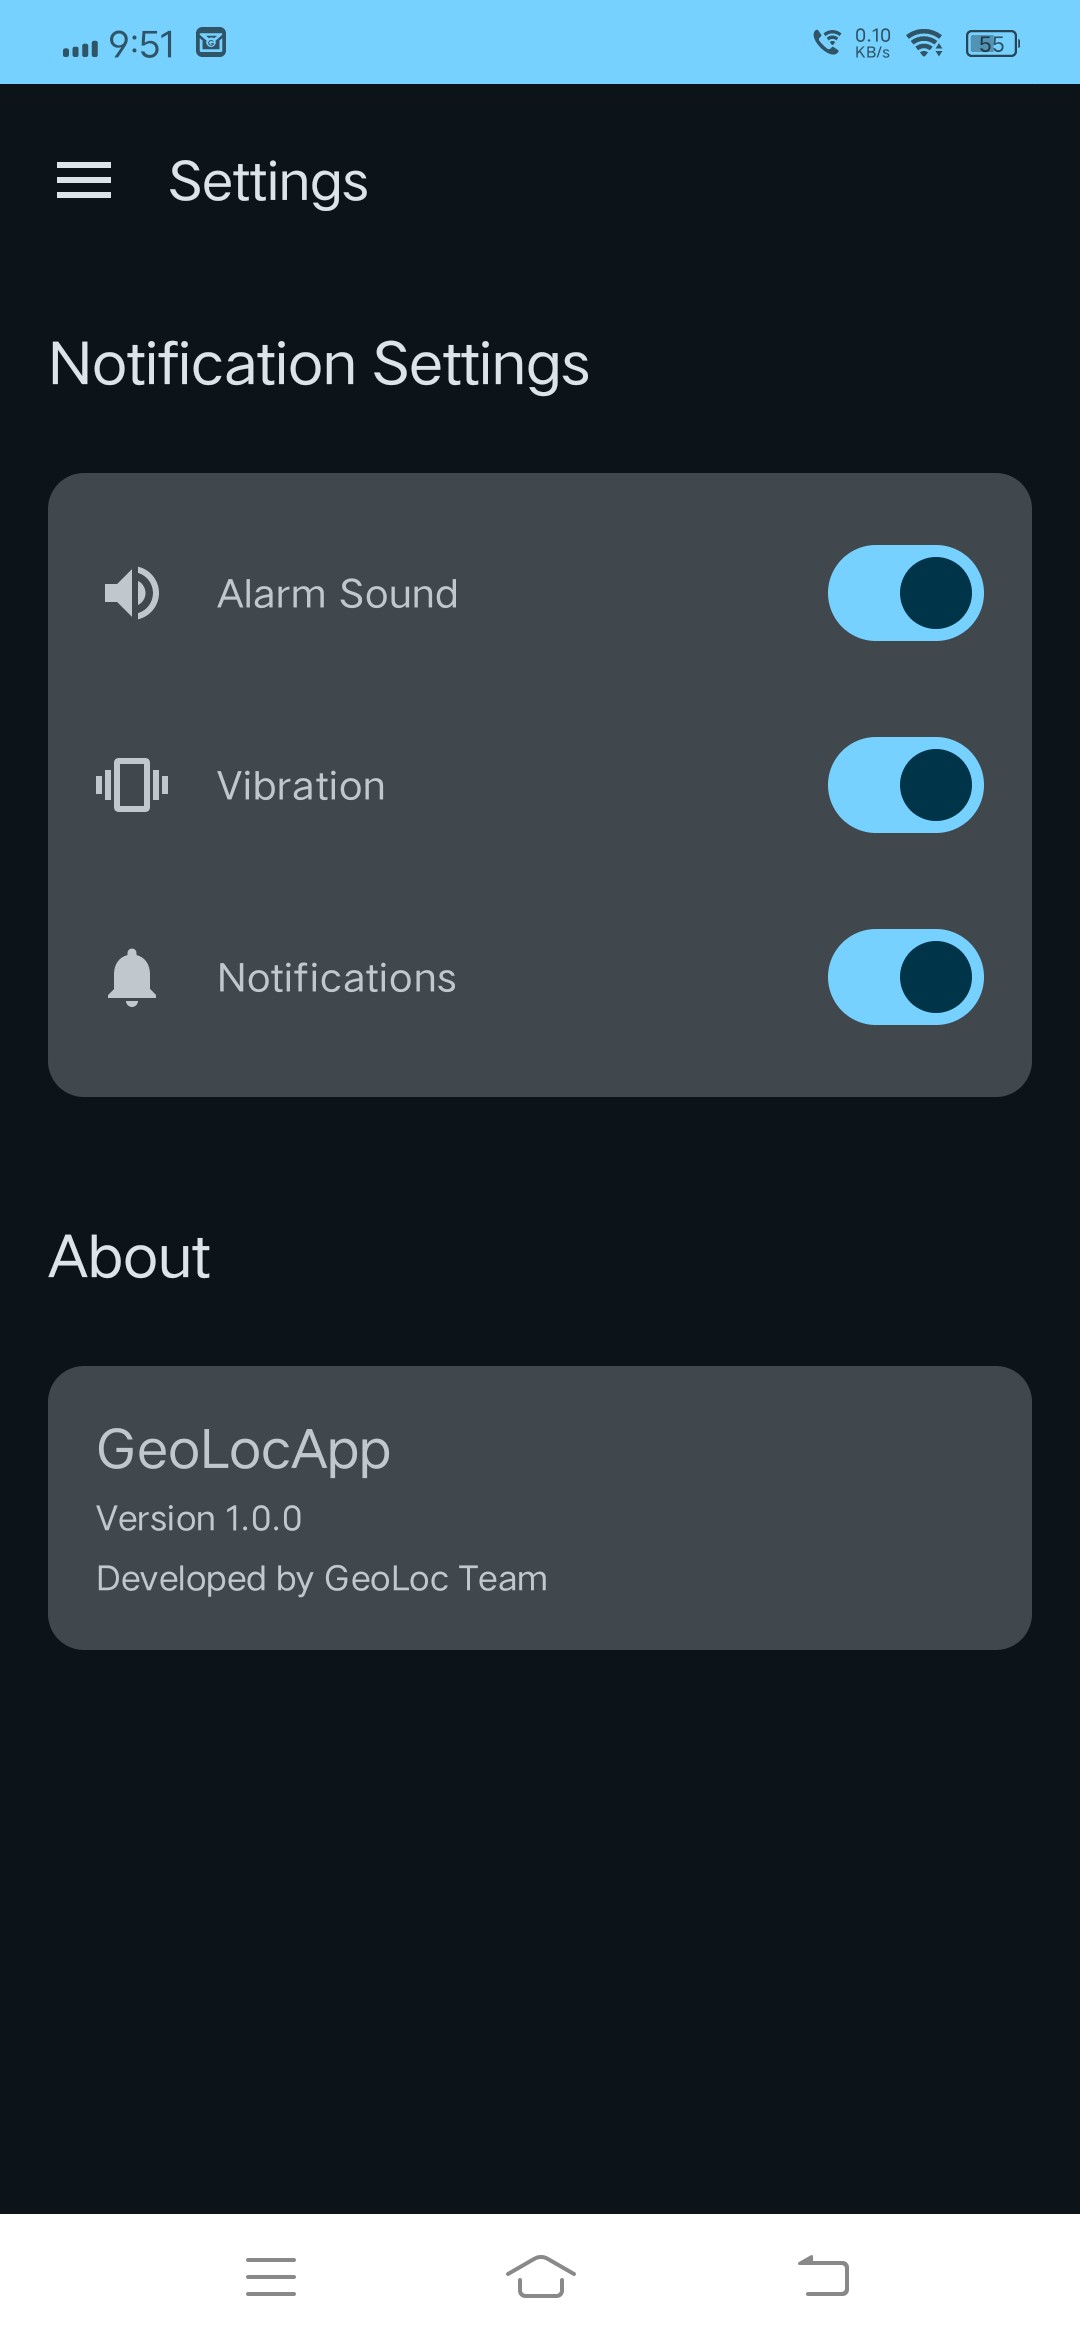 9:51
0.10
KB/s
55
Settings
Notification Settings
Alarm Sound
Vibration
Notifications
About
GeoLocApp
Version 1.0.0
Developed by GeoLoc Team